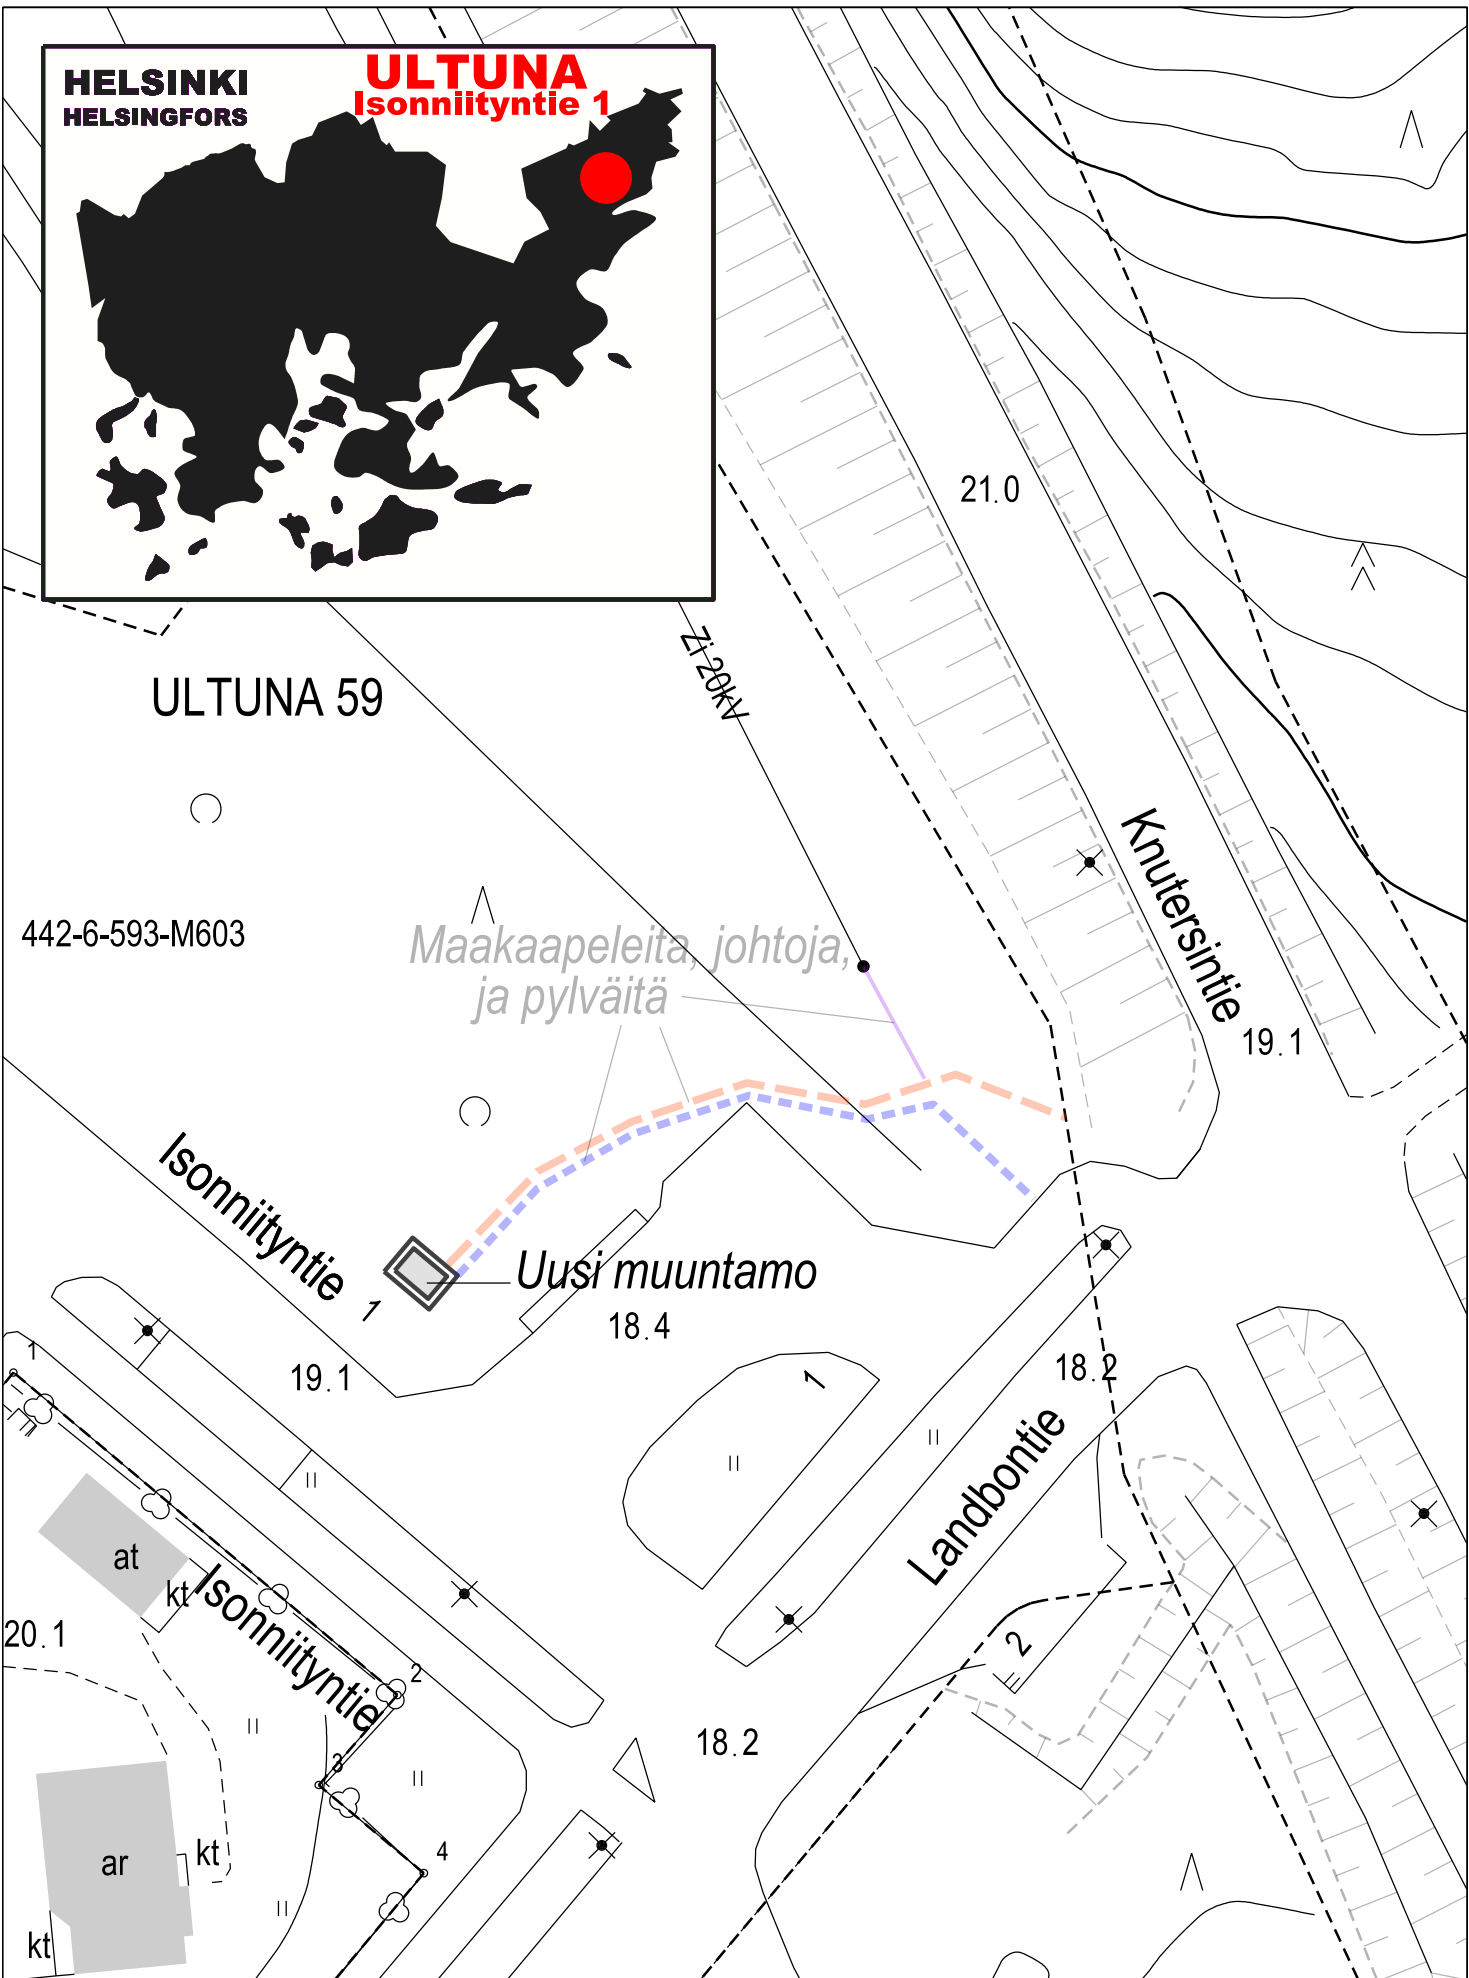 HELSINKI
HELSINGFORS
ULTUNA
Isonniityntie 1
21.0
Zi 20kV
ULTUNA 59
Knutersintie
442-6-593-M603
Maakaapeleita, johtoja,
ja pylväitä
19.1
Isonniityntie
1
Uusi muuntamo
18.4
19.1
18.2
1
1
Landbontie
at
kt
Isonniityntie
20.1
2
2
18.2
3
4
ar
kt
kt